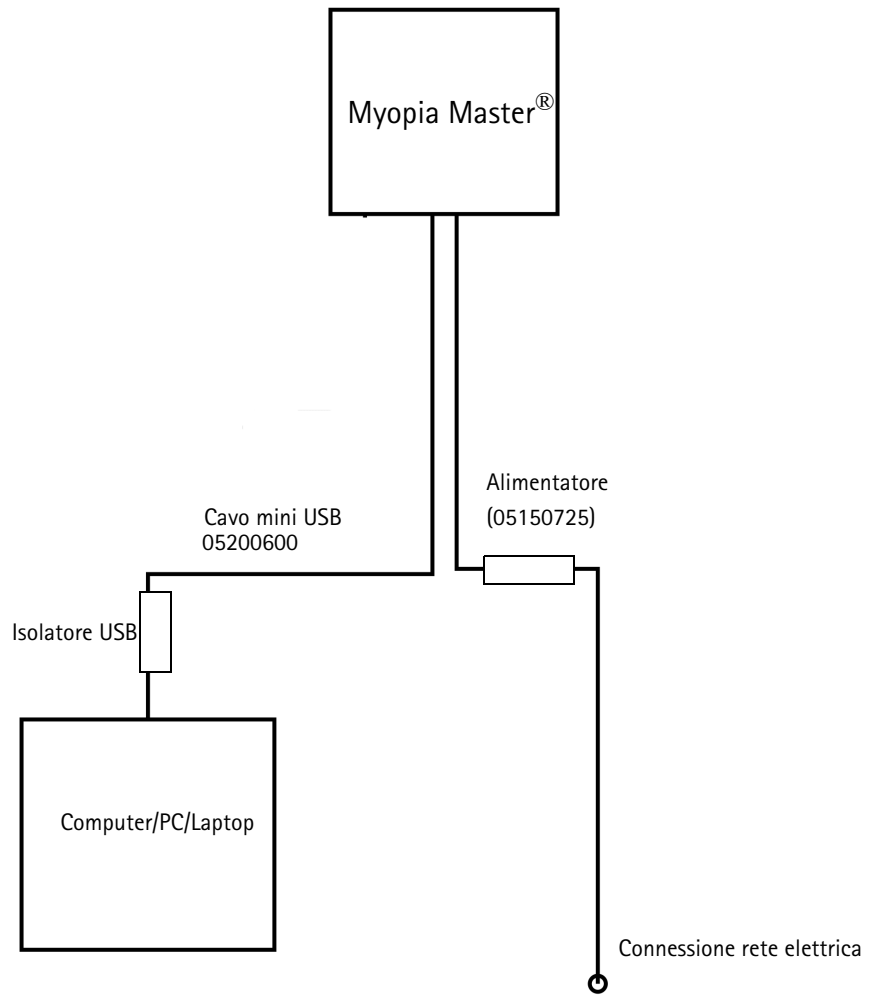 Myopia Master®
Alimentatore
(05150725)
Cavo mini USB
05200600
Isolatore USB
Computer/PC/Laptop
Connessione rete elettrica